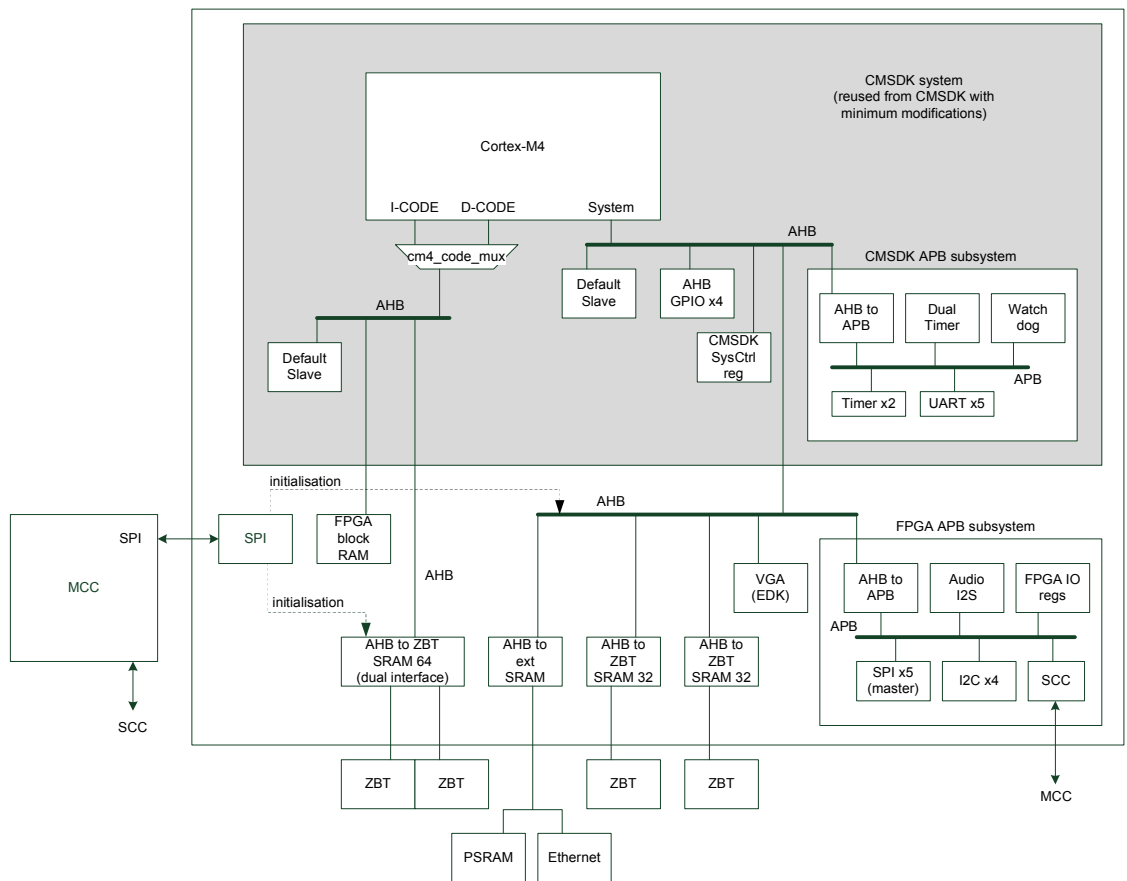 CMSDK system
(reused from CMSDK with
minimum modifications)
Cortex-M4
I-CODE
D-CODE
System
cm4_code_mux
AHB
CMSDK APB subsystem
Default
Slave
AHB
GPIO x4
CMSDK
SysCtrl
reg
AHB to
APB
Dual
Timer
Watch
dog
APB
Timer x2
UART x5
AHB
Default
Slave
initialisation
AHB
MCC
SPI
SPI
FPGA
block
RAM
AHB
initialisation
FPGA APB subsystem
VGA
(EDK)
AHB to
APB
Audio
I2S
FPGA IO
regs
APB
SPI x5
(master)
I2C x4
SCC
AHB to ZBT
SRAM 64
(dual interface)
AHB to
ext
SRAM
AHB to
ZBT
SRAM 32
AHB to
ZBT
SRAM 32
SCC
ZBT
ZBT
ZBT
ZBT
MCC
PSRAM
Ethernet